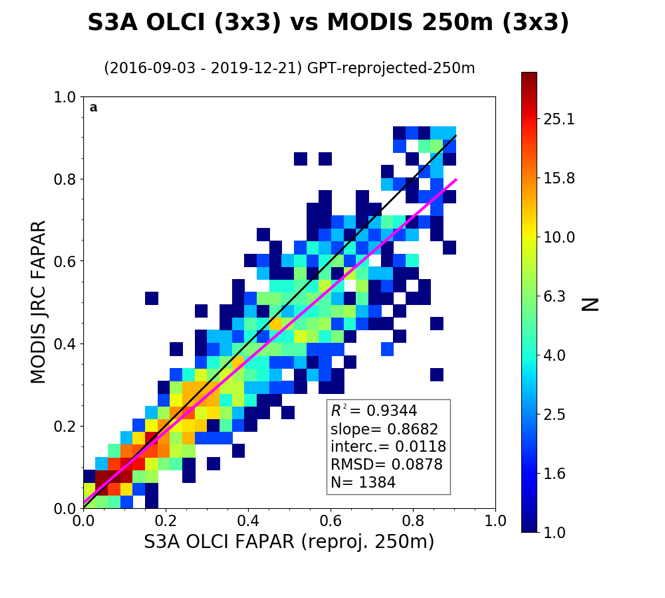 S3A OLCI (3x3) vs MODIS 250m (3x3)
(2016-09-03 - 2019-12-21) GPT-reprojected-250m
a
1.0
0.8
0.6
0.4
0.2
0.0
MODIS JRC FAPAR
R² = 0.9344
slope= 0.8682
interc.= 0.0118
RMSD= 0.0878
N= 1384
0.0 0.2 0.4 0.6 0.8 1.0
S3A OLCI FAPAR (reproj. 250m)
25.1
15.8
10.0
6.3
4.0
2.5
1.6
1.0
N